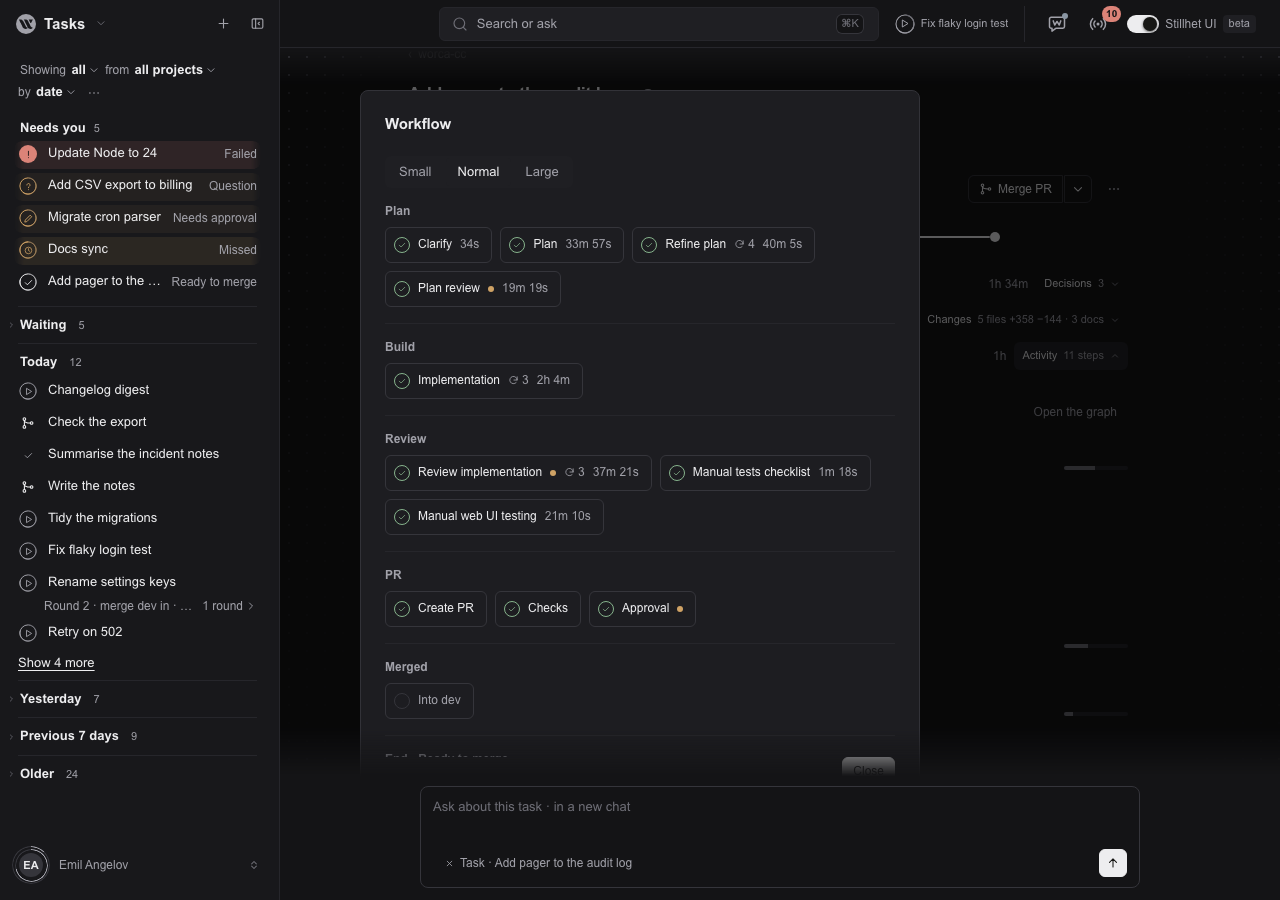 Tasks
Search or ask
⌘K
Fix flaky login test
10
Stillhet UI
beta
Showing all from all projects
by date
Needs you 5
Update Node to 24 Failed
Add CSV export to billing Question
Migrate cron parser Needs approval
Docs sync Missed
Add pager to the … Ready to merge
Waiting 5
Today 12
Changelog digest
Check the export
Summarise the incident notes
Write the notes
Tidy the migrations
Fix flaky login test
Rename settings keys
Round 2 · merge dev in · … 1 round
Retry on 502
Show 4 more
Yesterday 7
Previous 7 days 9
Older 24
EA
Emil Angelov
Workflow
Small Normal Large
Plan
Clarify 34s
Plan 33m 57s
Refine plan 4 40m 5s
Plan review 19m 19s
Build
Implementation 3 2h 4m
Review
Review implementation 3 37m 21s
Manual tests checklist 1m 18s
Manual web UI testing 21m 10s
PR
Create PR
Checks
Approval
Merged
Into dev
Close
Merge PR
1h 34m Decisions 3
Changes 5 files +358 −144 · 3 docs
1h Activity 11 steps
Open the graph
Ask about this task · in a new chat
Task · Add pager to the audit log